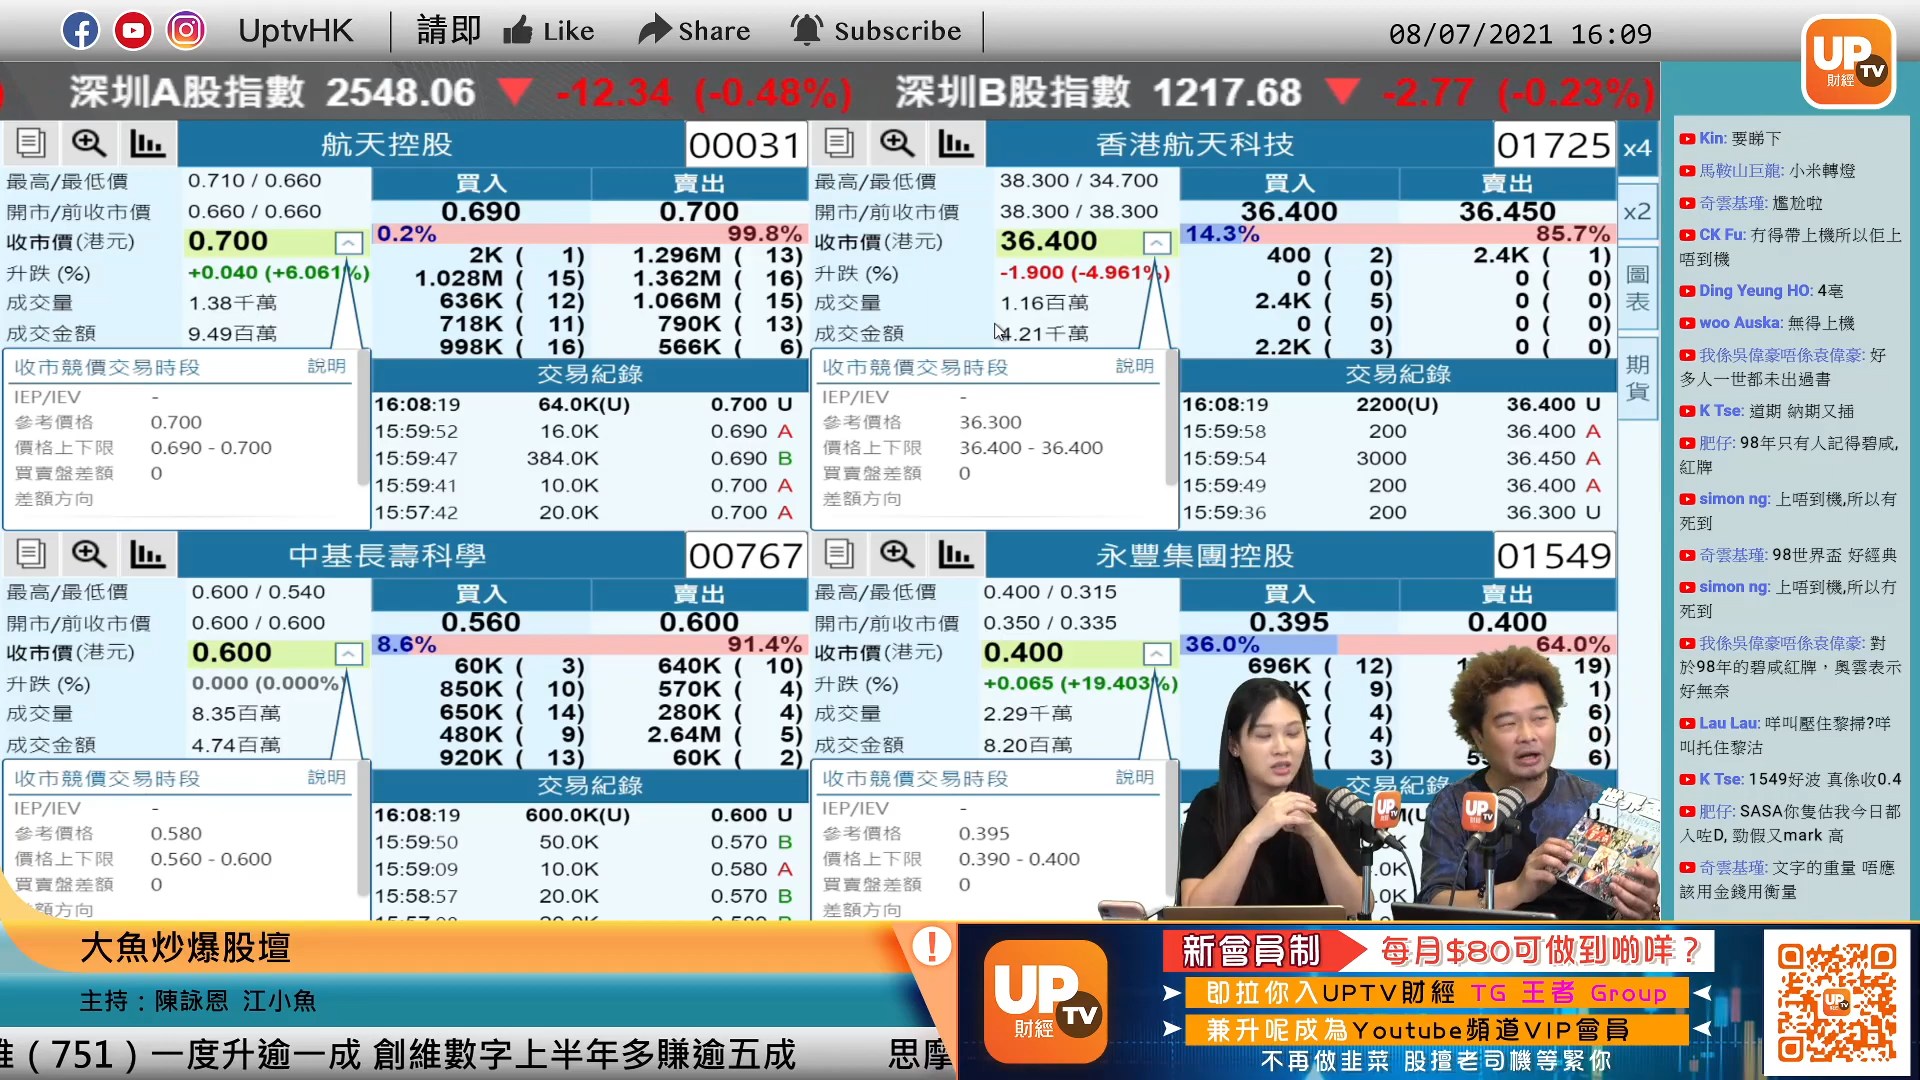 UptvHK 請即 Like Share Subscribe 08/07/2021 16:09
UP TV 財經
深圳A股指數 2548.06 ▼ -12.34 (-0.48%) 深圳B股指數 1217.68 ▼ -2.77 (-0.23%)
航天控股 00031
最高/最低價 0.710 / 0.660
開市/前收市價 0.660 / 0.660
收市價(港元) 0.700
升跌 (%) +0.040 (+6.061%)
成交量 1.38千萬
成交金額 9.49百萬
買入 賣出
0.690 0.700
0.2% 99.8%
2K ( 1) 1.296M ( 13)
1.028M ( 15) 1.362M ( 16)
636K ( 12) 1.066M ( 15)
718K ( 11) 790K ( 13)
998K ( 16) 566K ( 6)
收市競價交易時段 說明
IEP/IEV -
參考價格 0.700
價格上下限 0.690 - 0.700
買賣盤差額 0
差額方向
交易紀錄
16:08:19 64.0K(U) 0.700 U
15:59:52 16.0K 0.690 A
15:59:47 384.0K 0.690 B
15:59:41 10.0K 0.700 A
15:57:42 20.0K 0.700 A
香港航天科技 01725
最高/最低價 38.300 / 34.700
開市/前收市價 38.300 / 38.300
收市價(港元) 36.400
升跌 (%) -1.900 (-4.961%)
成交量 1.16百萬
成交金額 4.21千萬
買入 賣出
36.400 36.450
14.3% 85.7%
400 ( 2) 2.4K ( 1)
0 ( 0) 0 ( 0)
2.4K ( 5) 0 ( 0)
0 ( 0) 0 ( 0)
2.2K ( 3) 0 ( 0)
收市競價交易時段 說明
IEP/IEV -
參考價格 36.300
價格上下限 36.400 - 36.400
買賣盤差額 0
差額方向
交易紀錄
16:08:19 2200(U) 36.400 U
15:59:58 200 36.400 A
15:59:54 3000 36.450 A
15:59:49 200 36.400 A
15:59:36 200 36.300 U
x4
x2
圖表
期貨
中基長壽科學 00767
最高/最低價 0.600 / 0.540
開市/前收市價 0.600 / 0.600
收市價(港元) 0.600
升跌 (%) 0.000 (0.000%)
成交量 8.35百萬
成交金額 4.74百萬
買入 賣出
0.560 0.600
8.6% 91.4%
60K ( 3) 640K ( 10)
850K ( 10) 570K ( 4)
650K ( 14) 280K ( 4)
480K ( 9) 2.64M ( 5)
920K ( 13) 60K ( 2)
收市競價交易時段 說明
IEP/IEV -
參考價格 0.580
價格上下限 0.560 - 0.600
買賣盤差額 0
額方向
交易紀錄
16:08:19 600.0K(U) 0.600 U
15:59:50 50.0K 0.570 B
15:59:09 10.0K 0.580 A
15:58:57 20.0K 0.570 B
永豐集團控股 01549
最高/最低價 0.400 / 0.315
開市/前收市價 0.350 / 0.335
收市價(港元) 0.400
升跌 (%) +0.065 (+19.403%)
成交量 2.29千萬
成交金額 8.20百萬
買入 賣出
0.395 0.400
36.0% 64.0%
696K ( 12) 19)
K ( 9) 1)
( 4) 6)
( 4) 0)
( 3) 6)
收市競價交易時段 說明
IEP/IEV -
參考價格 0.395
價格上下限 0.390 - 0.400
買賣盤差額 0
差額方向
交易紀錄
Kin: 要睇下
馬鞍山巨龍: 小米轉燈
奇雲基瑾: 尷尬啦
CK Fu: 冇得帶上機所以佢上
唔到機
Ding Yeung HO: 4毫
woo Auska: 無得上機
我係吳偉豪唔係袁偉豪: 好
多人一世都未出過書
K Tse: 道期 納期又插
肥仔: 98年只有人記得碧咸,
紅牌
simon ng: 上唔到機,所以有
死到
奇雲基瑾: 98世界盃 好經典
simon ng: 上唔到機,所以冇
死到
我係吳偉豪唔係袁偉豪: 對
於98年的碧咸紅牌，奧雲表示
好無奈
Lau Lau: 咩叫壓住黎掃?咩
叫托住黎沽
K Tse: 1549好波 真係收0.4
肥仔: SASA你隻估我今日都
入咗D, 勁假又mark 高
奇雲基瑾: 文字的重量 唔應
該用金錢用衡量
大魚炒爆股壇
主持：陳詠恩 江小魚
UP TV 財經
新會員制 每月$80可做到啲咩？
即拉你入UPTV財經 TG 王者 Group
兼升呢成為Youtube頻道VIP會員
不再做韭菜 股擅老司機等緊你
（751）一度升逾一成 創維數字上半年多賺逾五成 思摩